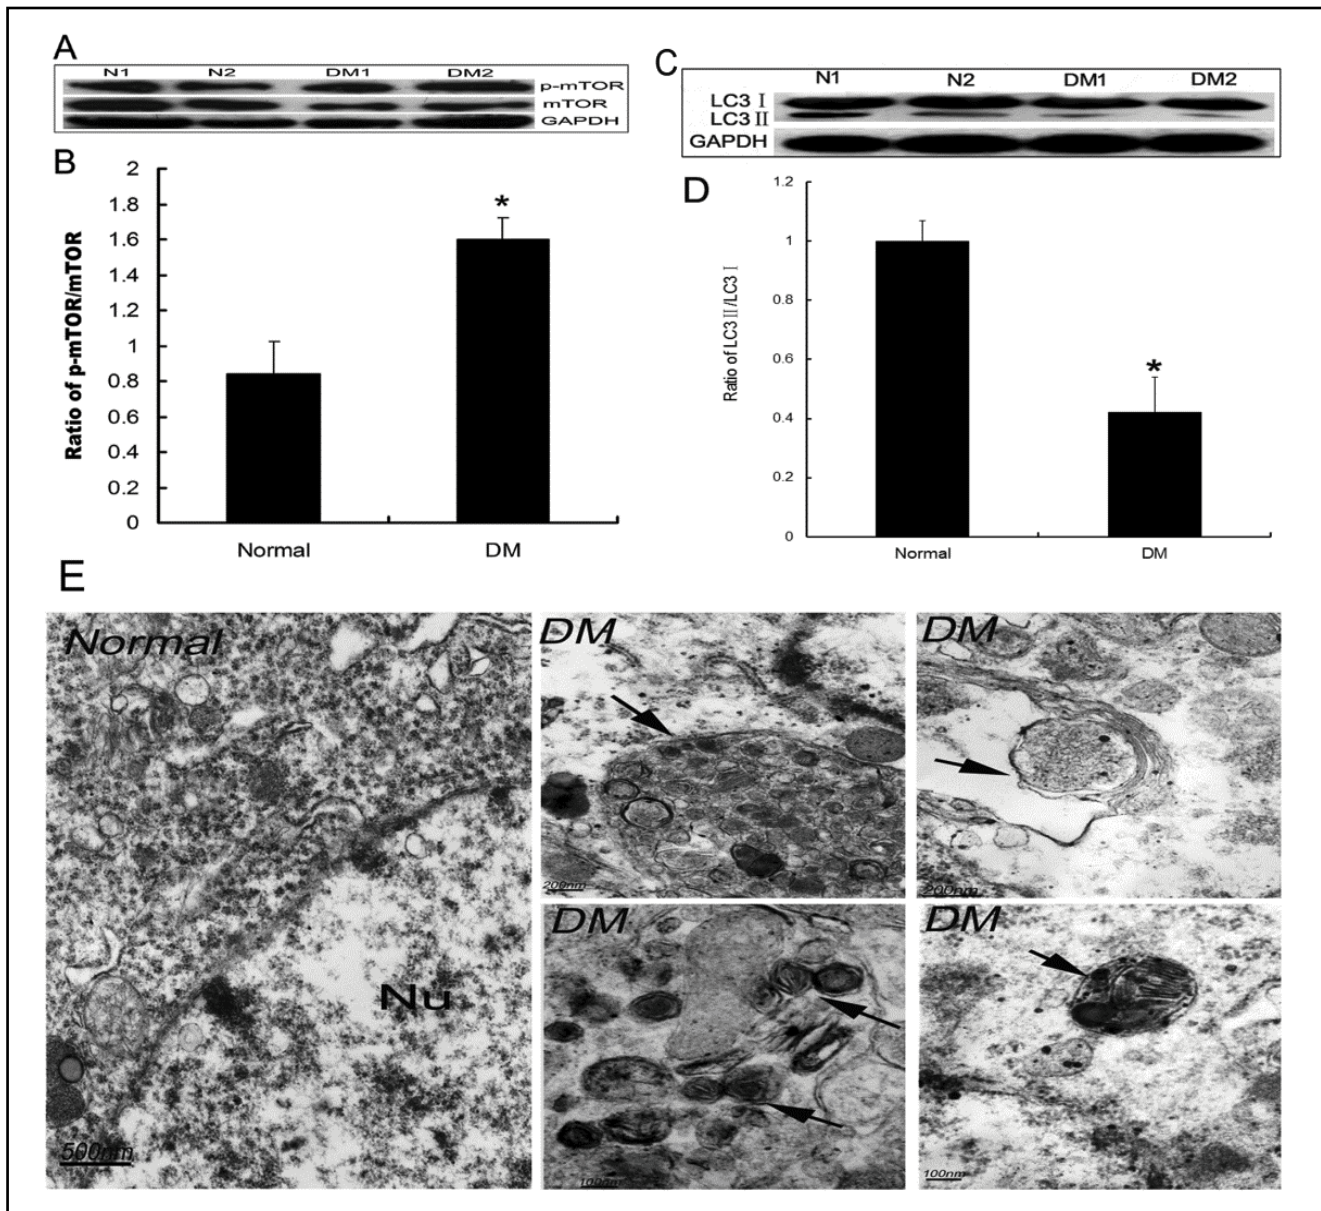 A
N1 N2 DM1 DM2
p-mTOR
mTOR
GAPDH
B
2
1.8
1.6
1.4
1.2
1
0.8
0.6
0.4
0.2
0
Ratio of p-mTOR/mTOR
*
Normal DM
C
N1 N2 DM1 DM2
LC3 Ⅰ
LC3 Ⅱ
GAPDH
D
1.2
1
0.8
0.6
0.4
0.2
0
Ratio of LC3Ⅱ/LC3Ⅰ
*
Normal DM
E
Normal
Nu
500nm
DM
200nm
DM
200nm
DM
100nm
DM
100nm